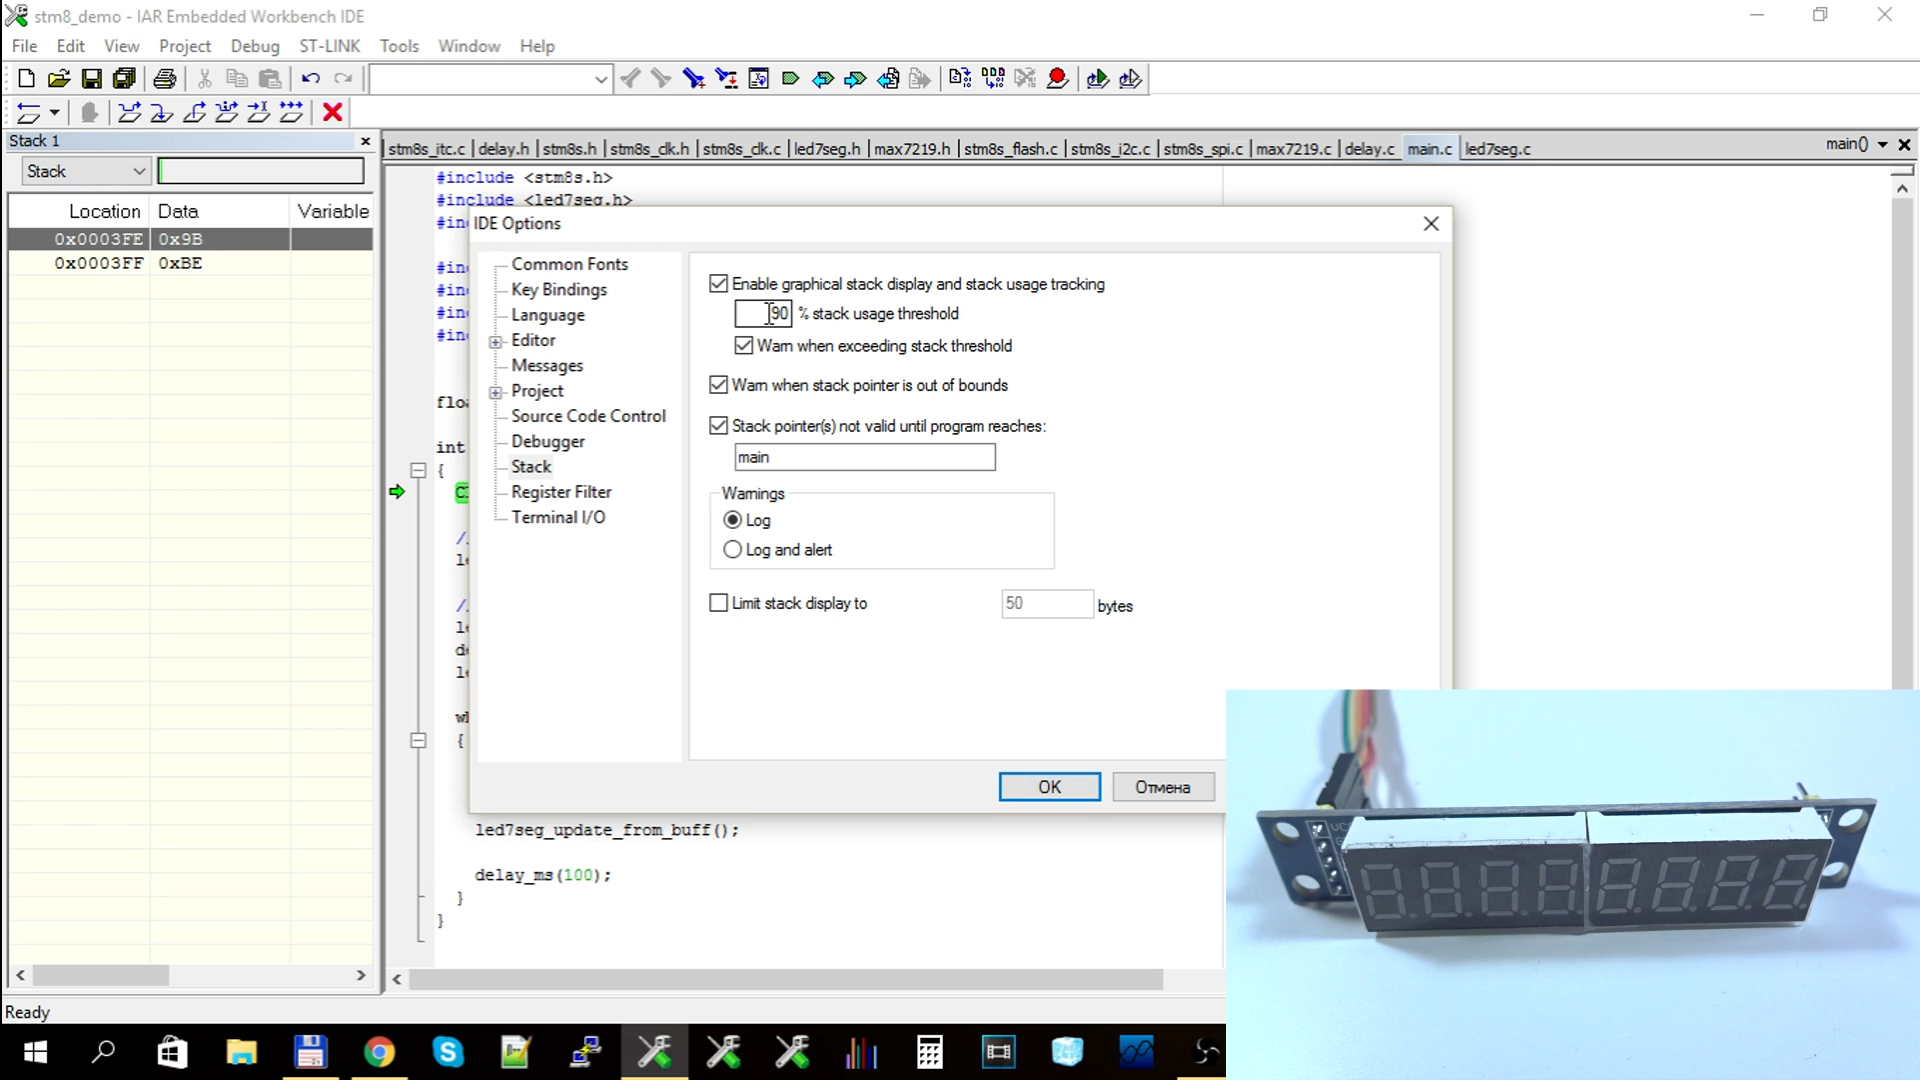 stm8_demo - IAR Embedded Workbench IDE
File Edit View Project Debug ST-LINK Tools Window Help
Stack 1
stm8s_itc.c delay.h stm8s.h stm8s_clk.h stm8s_clk.c led7seg.h max7219.h stm8s_flash.c stm8s_i2c.c stm8s_spi.c max7219.c delay.c main.c led7seg.c main()
Stack
Location Data Variable
0x0003FE 0x9B
0x0003FF 0xBE
#include <stm8s.h>
#include <led7seg.h>
IDE Options
Common Fonts
Key Bindings
Language
Editor
Messages
Project
Source Code Control
Debugger
Stack
Register Filter
Terminal I/O
Enable graphical stack display and stack usage tracking
90 % stack usage threshold
Warn when exceeding stack threshold
Warn when stack pointer is out of bounds
Stack pointer(s) not valid until program reaches:
main
Warnings
Log
Log and alert
Limit stack display to 50 bytes
OK Отмена
int
{
{
led7seg_update_from_buff();
delay_ms(100);
}
}
Ready